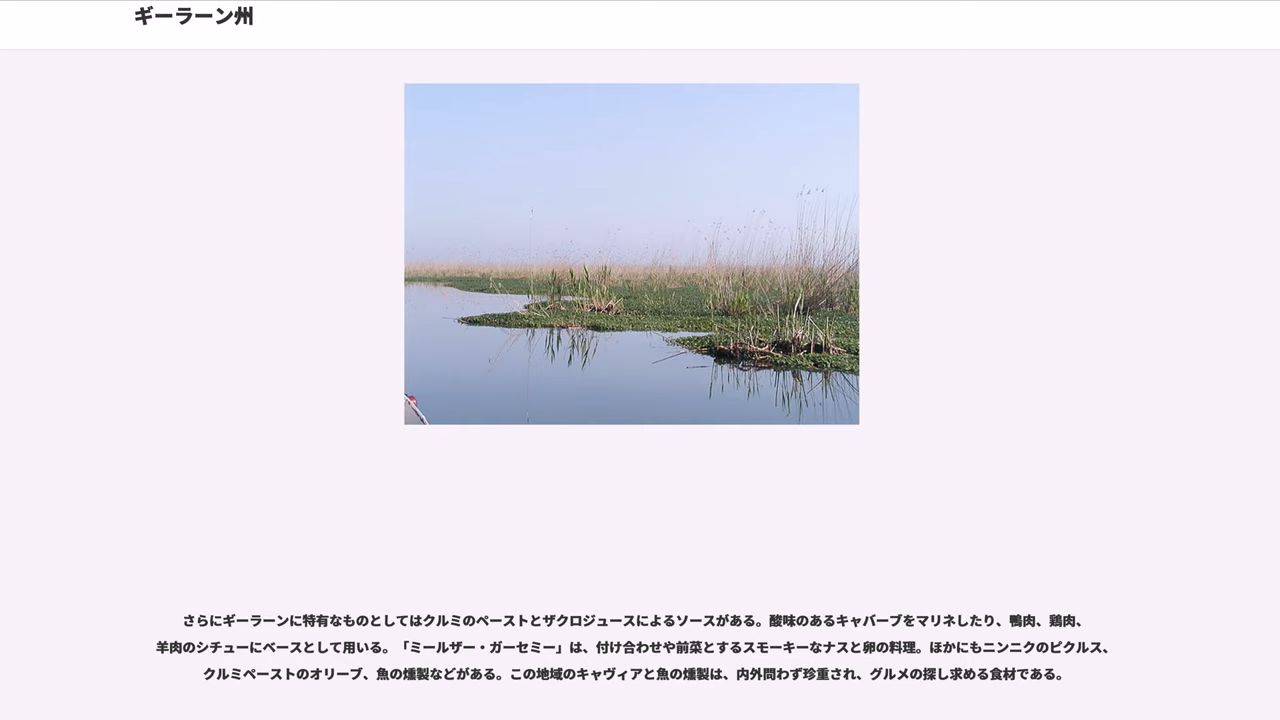 ギーラーン州
さらにギーラーンに特有なものとしてはクルミのペーストとザクロジュースによるソースがある。酸味のあるキャバーブをマリネしたり、鴨肉、鶏肉、
羊肉のシチューにベースとして用いる。「ミールザー・ガーセミー」は、付け合わせや前菜とするスモーキーなナスと卵の料理。ほかにもニンニクのピクルス、
クルミペーストのオリーブ、魚の燻製などがある。この地域のキャヴィアと魚の燻製は、内外問わず珍重され、グルメの探し求める食材である。